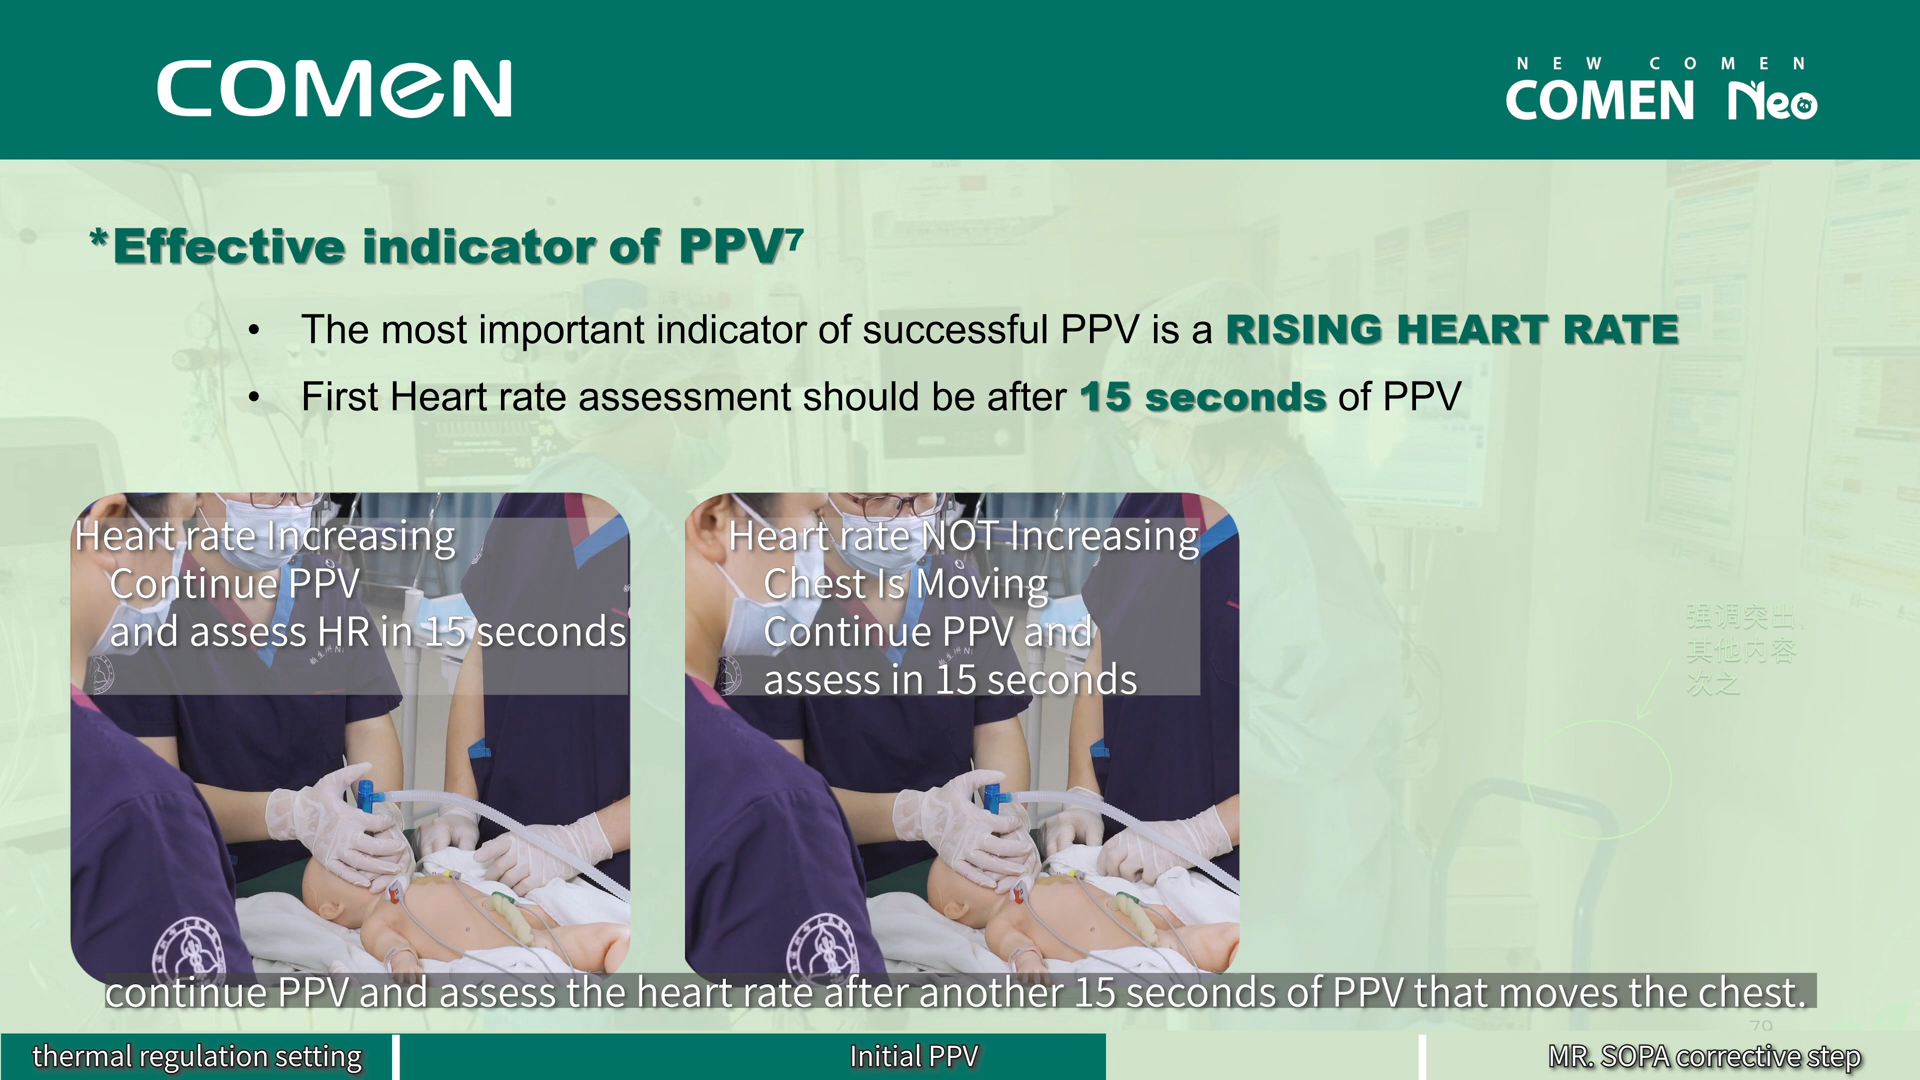 COMeN
NEW COMEN
COMEN Neo
*Effective indicator of PPV⁷
• The most important indicator of successful PPV is a RISING HEART RATE
• First Heart rate assessment should be after 15 seconds of PPV
Heart rate Increasing
Continue PPV
and assess HR in 15 seconds
Heart rate NOT Increasing
Chest Is Moving
Continue PPV and
assess in 15 seconds
强调突出,
其他内容
次之
continue PPV and assess the heart rate after another 15 seconds of PPV that moves the chest.
79
thermal regulation setting
Initial PPV
MR. SOPA corrective step